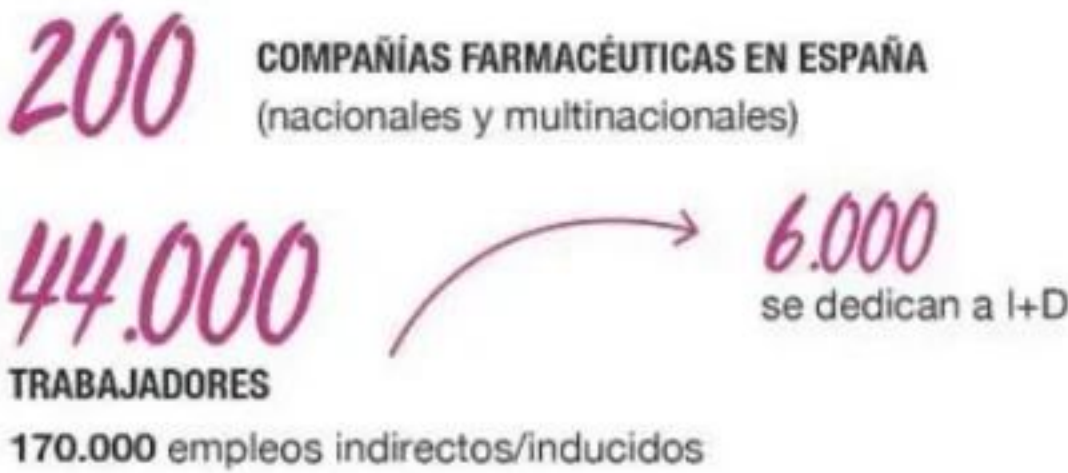 200
COMPAÑÍAS FARMACÉUTICAS EN ESPAÑA
(nacionales y multinacionales)
44.000
TRABAJADORES
170.000 empleos indirectos/inducidos
6.000
se dedican a I+D